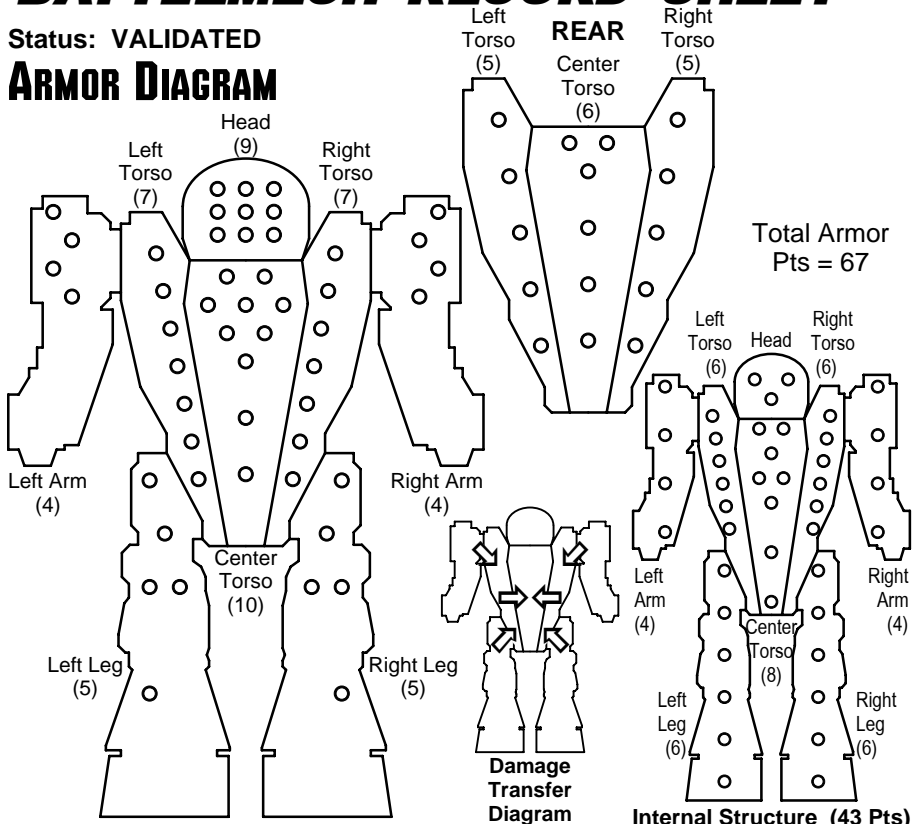 BATTLEMECH RECORD SHEET
Status: VALIDATED
ARMOR DIAGRAM
Head
(9)
Left
Torso
(7)
Right
Torso
(7)
Left Arm
(4)
Right Arm
(4)
Center
Torso
(10)
Left Leg
(5)
Right Leg
(5)
REAR
Left
Torso
(5)
Center
Torso
(6)
Right
Torso
(5)
Total Armor
Pts = 67
Damage
Transfer
Diagram
Left
Torso
(6)
Head
Right
Torso
(6)
Left
Arm
(4)
Right
Arm
(4)
Center
Torso
(8)
Left
Leg
(6)
Right
Leg
(6)
Internal Structure (43 Pts)